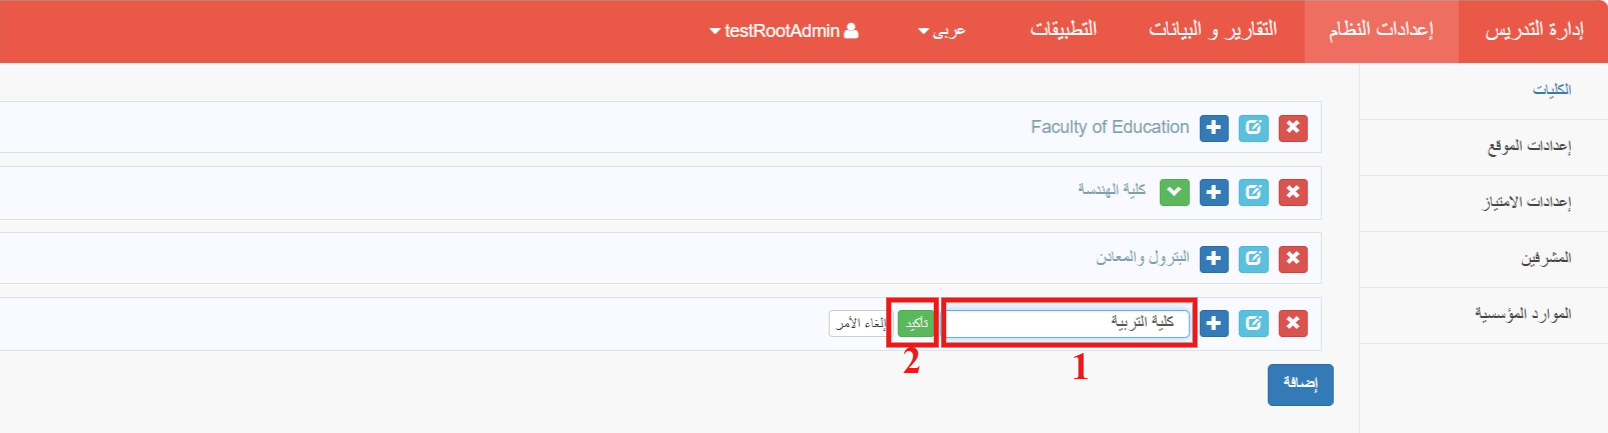 إدارة التدريس
إعدادات النظام
التقارير و البيانات
التطبيقات
عربى
testRootAdmin
الكليات
إعدادات الموقع
إعدادات الامتياز
المشرفين
الموارد المؤسسية
Faculty of Education
كلية الهندسة
البترول والمعادن
كلية التربية
تأكيد
إلغاء الأمر
1
2
إضافة